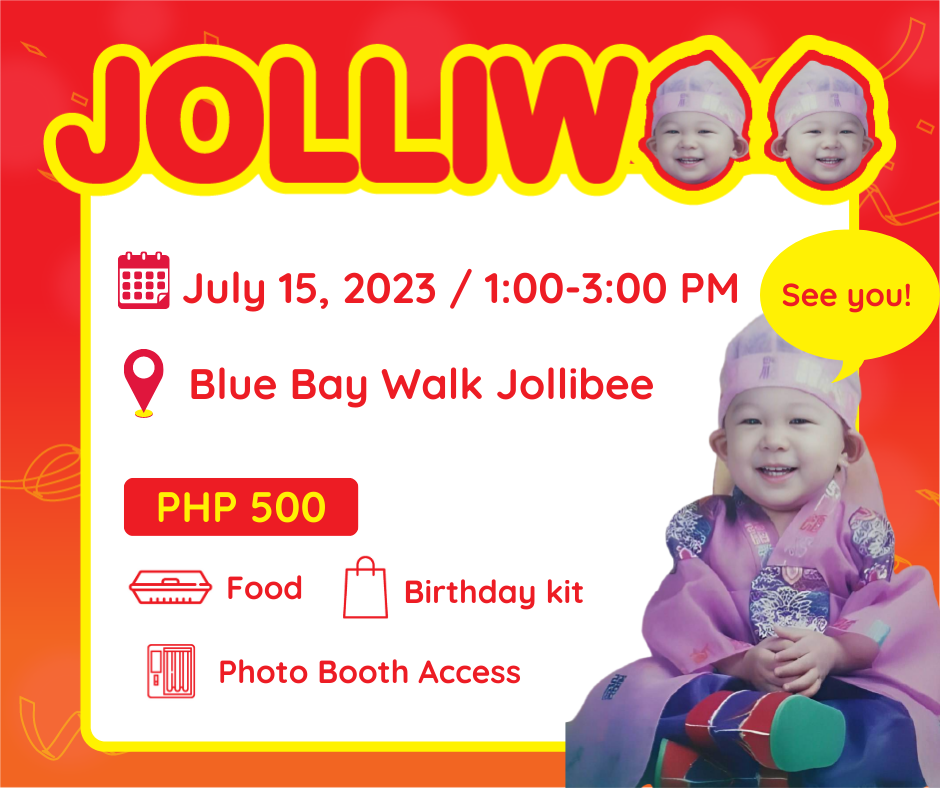 JOLLIW
July 15, 2023 / 1:00-3:00 PM
See you!
Blue Bay Walk Jollibee
PHP 500
Food
Birthday kit
Photo Booth Access